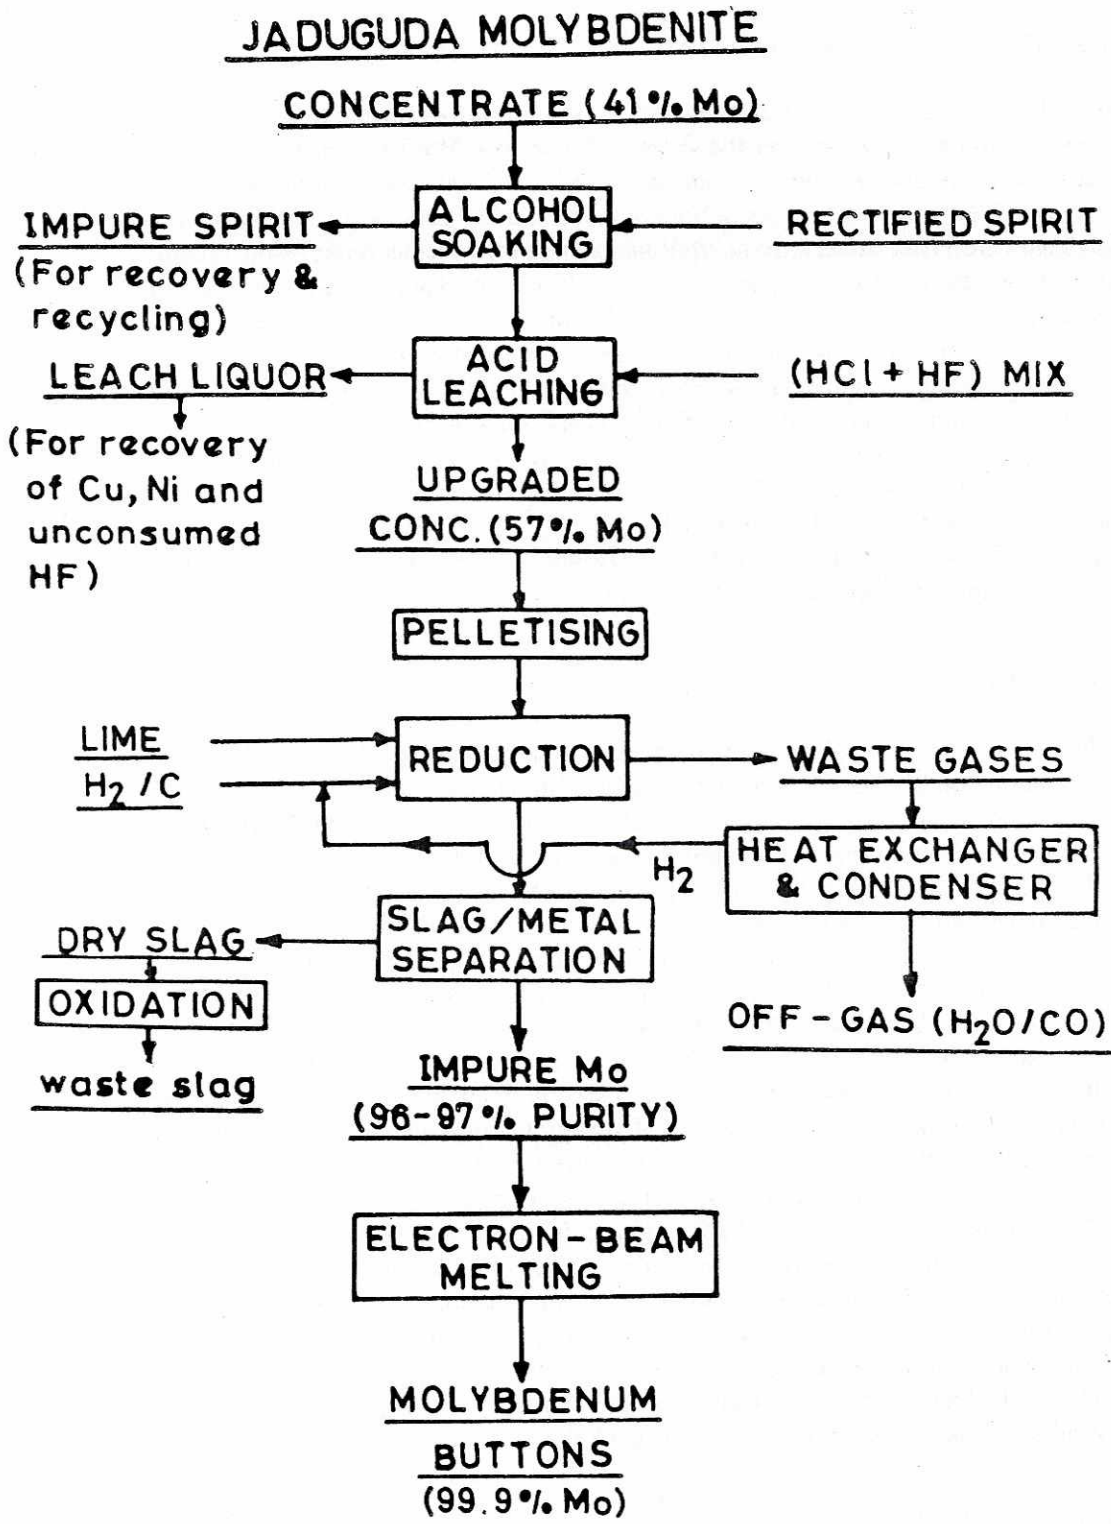 JADUGUDA MOLYBDENITE
CONCENTRATE (41% Mo)
ALCOHOL
SOAKING
IMPURE SPIRIT
(For recovery &
recycling)
RECTIFIED SPIRIT
ACID
LEACHING
LEACH LIQUOR
(HCl + HF) MIX
(For recovery
of Cu, Ni and
unconsumed
HF)
UPGRADED
CONC. (57% Mo)
PELLETISING
LIME
H2/C
REDUCTION
WASTE GASES
HEAT EXCHANGER
& CONDENSER
H2
SLAG/METAL
SEPARATION
DRY SLAG
OXIDATION
waste slag
OFF-GAS (H2O/CO)
IMPURE Mo
(96-97% PURITY)
ELECTRON-BEAM
MELTING
MOLYBDENUM
BUTTONS
(99.9% Mo)